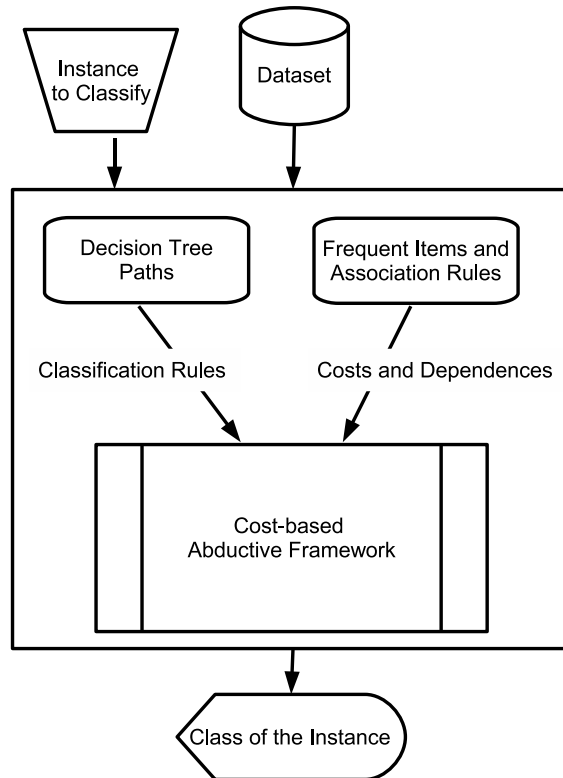 Instance
to Classify
Dataset
Decision Tree
Paths
Frequent Items and
Association Rules
Classification Rules
Costs and Dependences
Cost-based
Abductive Framework
Class of the Instance